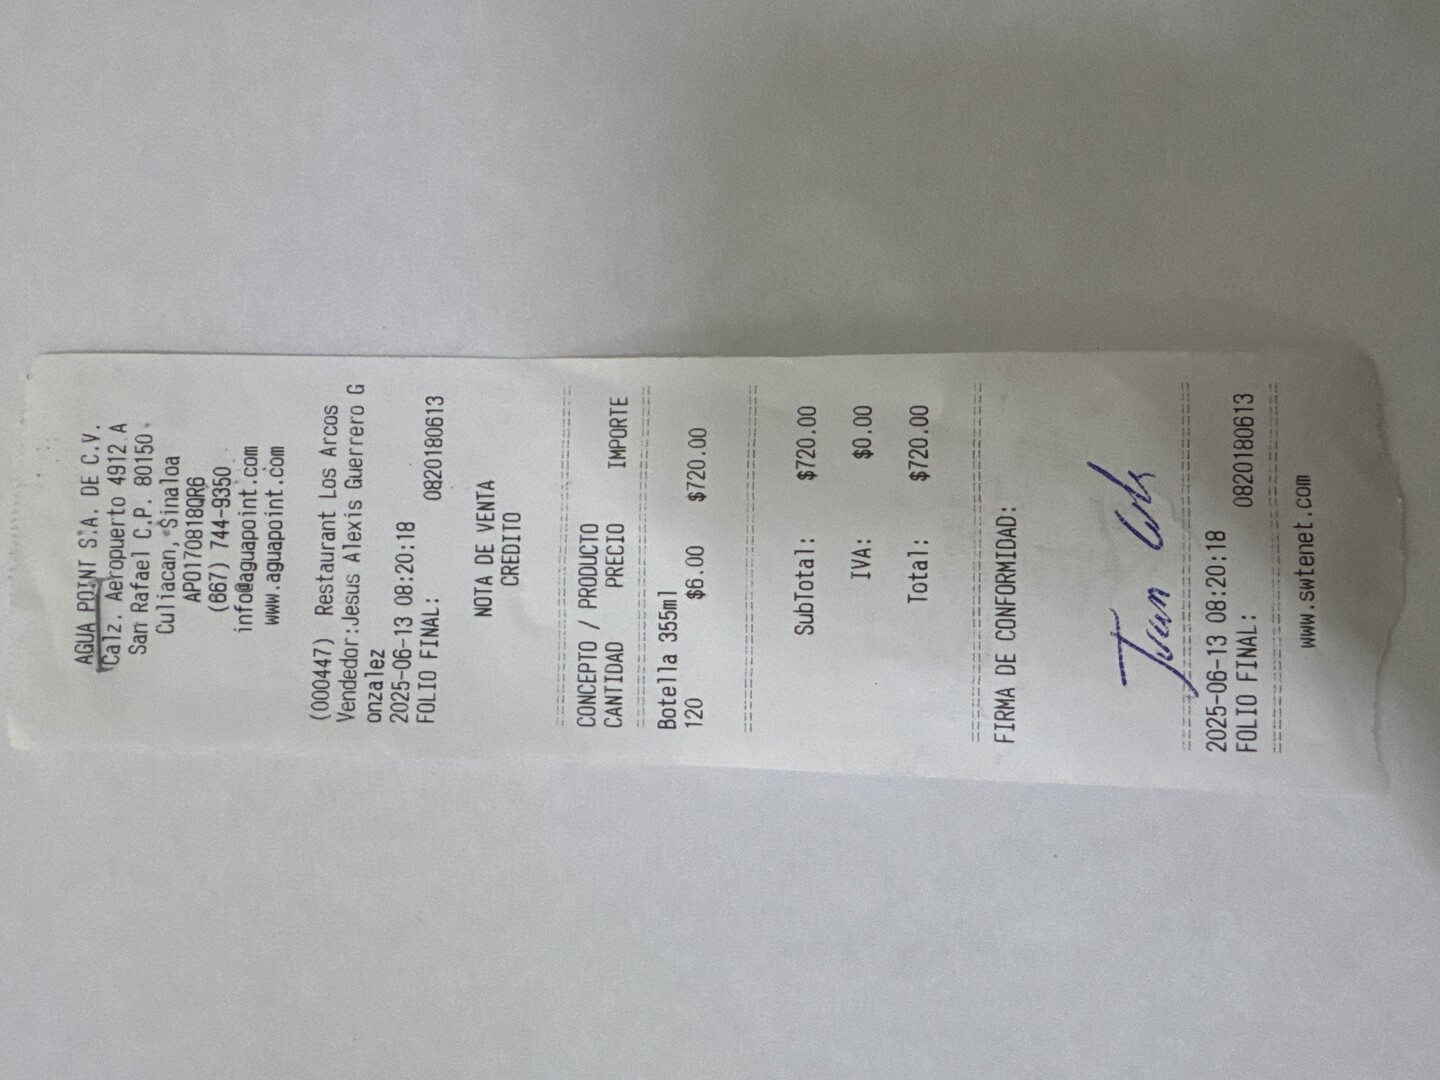 AGUA POINT S.A. DE C.V.
Calz. Aeropuerto 4912 A
San Rafael C.P. 80150
Culiacan, Sinaloa
APO170818QR6
(667) 744-9350
info@aguapoint.com
www.aguapoint.com
(000447) Restaurant Los Arcos
Vendedor:Jesus Alexis Guerrero G
onzalez
2025-06-13 08:20:18
FOLIO FINAL: 0820180613
NOTA DE VENTA
CREDITO
CONCEPTO / PRODUCTO
CANTIDAD PRECIO IMPORTE
Botella 355ml
120 $6.00 $720.00
SubTotal: $720.00
IVA: $0.00
Total: $720.00
FIRMA DE CONFORMIDAD:
2025-06-13 08:20:18
FOLIO FINAL: 0820180613
www.swtenet.com